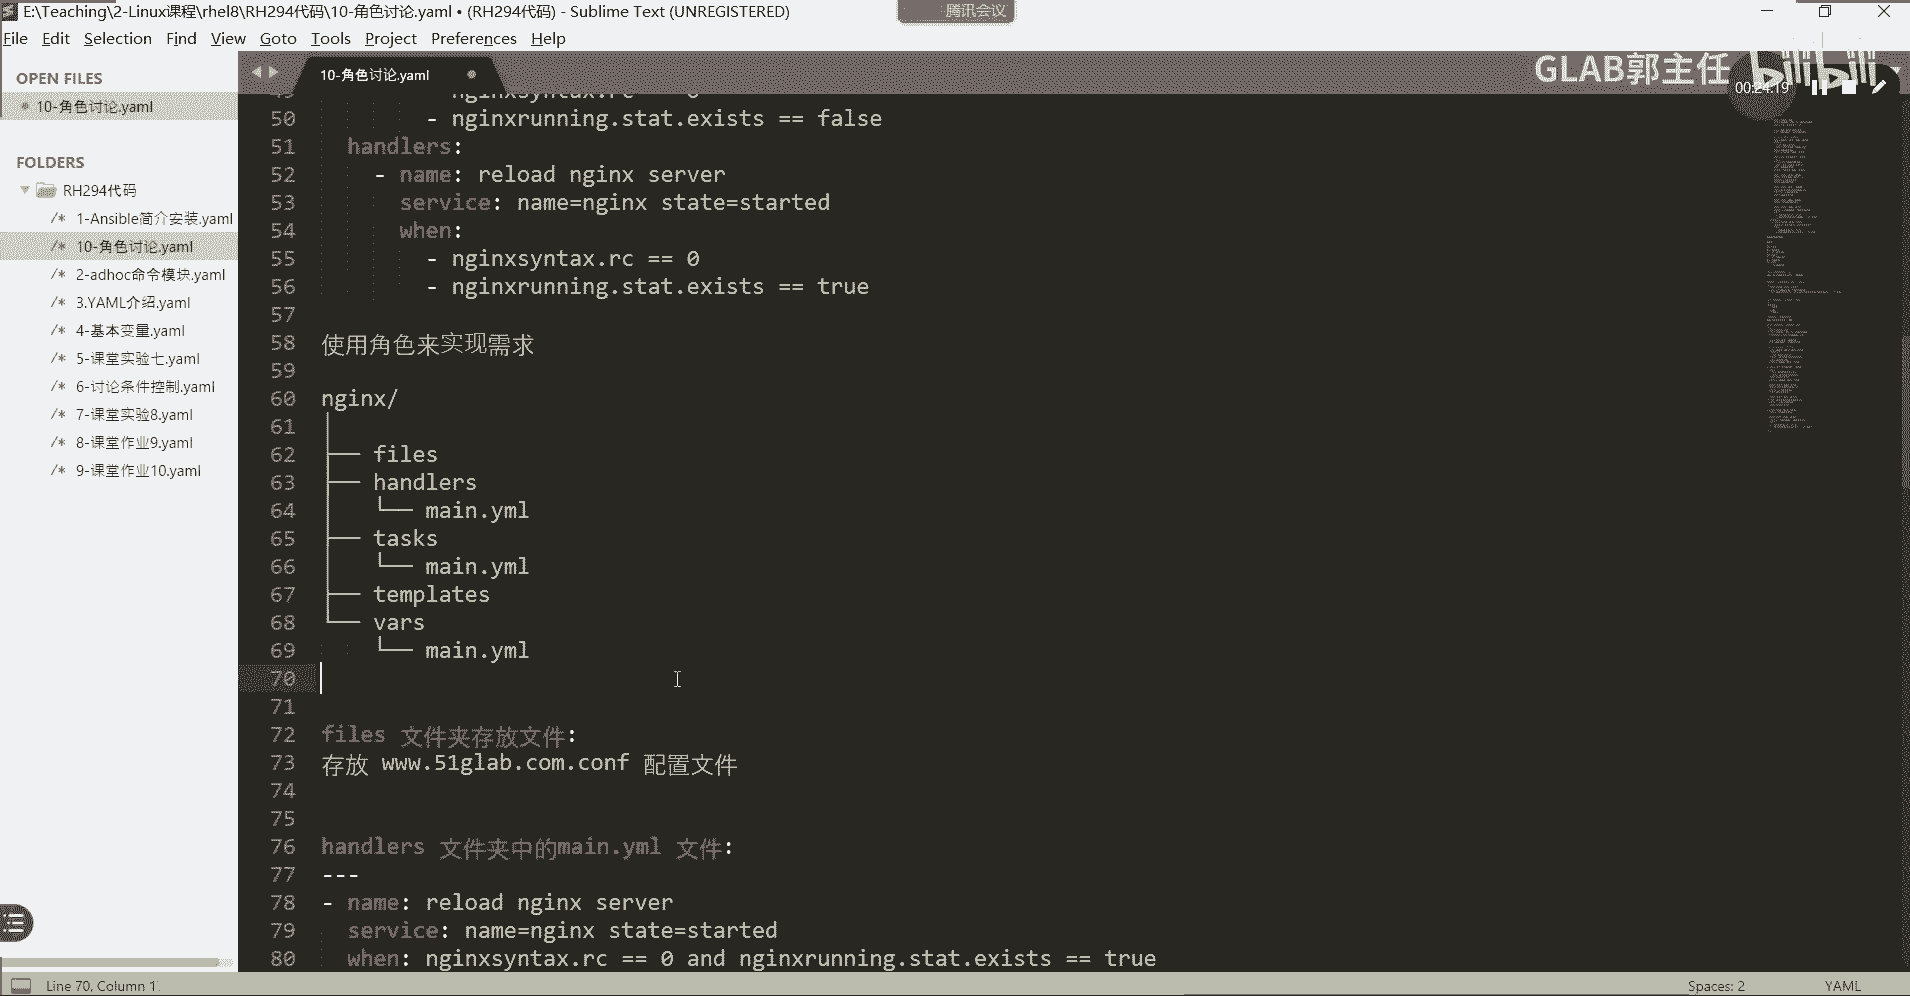 E:\Teaching\2-Linux课程\rhel8\RH294代码\10-角色讨论.yaml • (RH294代码) - Sublime Text (UNREGISTERED)
腾讯会议
File Edit Selection Find View Goto Tools Project Preferences Help
OPEN FILES
10-角色讨论.yaml
FOLDERS
RH294代码
/* 1-Ansible简介安装.yaml
/* 10-角色讨论.yaml
/* 2-adhoc命令模块.yaml
/* 3.YAML介绍.yaml
/* 4-基本变量.yaml
/* 5-课堂实验七.yaml
/* 6-讨论条件控制.yaml
/* 7-课堂实验8.yaml
/* 8-课堂作业9.yaml
/* 9-课堂作业10.yaml
10-角色讨论.yaml
GLAB郭主任
bilibili
00:24:19
50 - nginxrunning.stat.exists == false
51 handlers:
52 - name: reload nginx server
53 service: name=nginx state=started
54 when:
55 - nginxsyntax.rc == 0
56 - nginxrunning.stat.exists == true
57
58 使用角色来实现需求
59
60 nginx/
61 │
62 ├── files
63 ├── handlers
64 │ └── main.yml
65 ├── tasks
66 │ └── main.yml
67 ├── templates
68 └── vars
69 └── main.yml
70
71
72 files 文件夹存放文件:
73 存放 www.51glab.com.conf 配置文件
74
75
76 handlers 文件夹中的main.yml 文件:
77 ---
78 - name: reload nginx server
79 service: name=nginx state=started
80 when: nginxsyntax.rc == 0 and nginxrunning.stat.exists == true
Line 70, Column 1
Spaces: 2
YAML